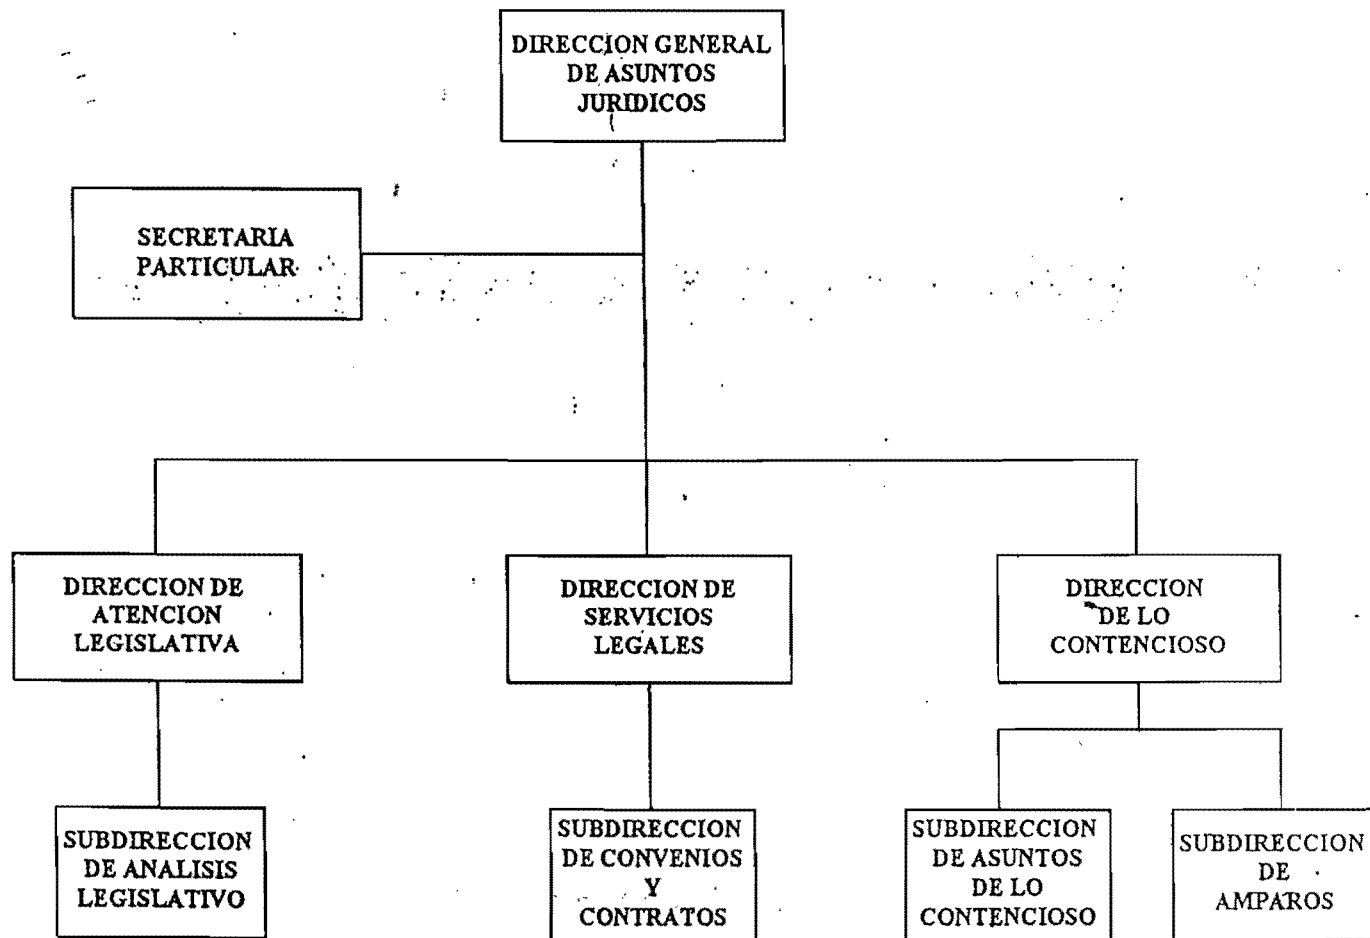 DIRECCION GENERAL
DE ASUNTOS
JURIDICOS
SECRETARIA
PARTICULAR
DIRECCION DE
ATENCION
LEGISLATIVA
DIRECCION DE
SERVICIOS
LEGALES
DIRECCION
DE LO
CONTENCIOSO
SUBDIRECCION
DE ANALISIS
LEGISLATIVO
SUBDIRECCION
DE CONVENIOS
Y
CONTRATOS
SUBDIRECCION
DE ASUNTOS
DE LO
CONTENCIOSO
SUBDIRECCION
DE
AMPAROS